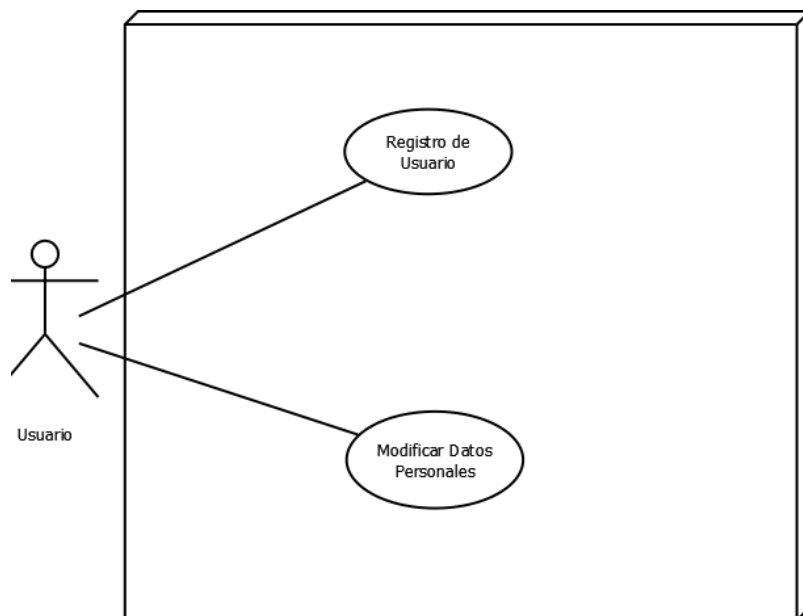 Registro de
Usuario
Usuario
Modificar Datos
Personales